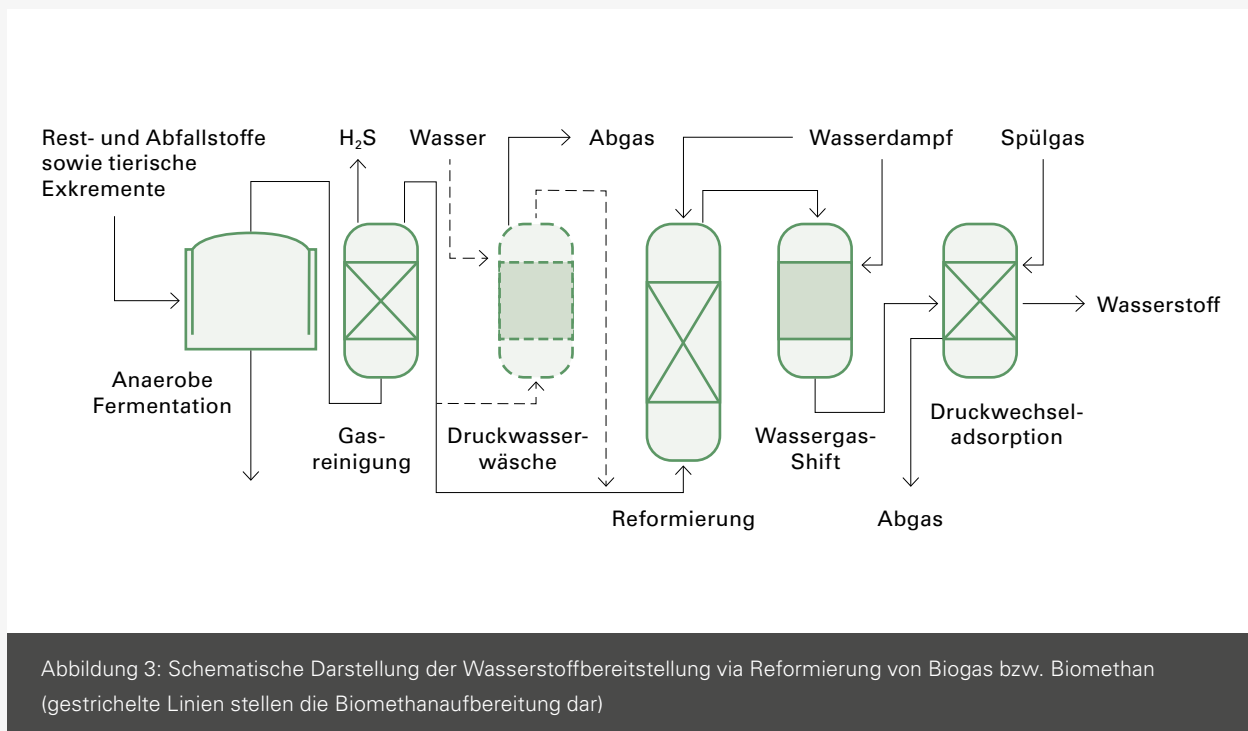 Rest- und Abfallstoffe
sowie tierische
Exkremente
H₂S
Wasser
Abgas
Wasserdampf
Spülgas
Wasserstoff
Anaerobe
Fermentation
Gas-
reinigung
Druckwasser-
wäsche
Reformierung
Wassergas-
Shift
Druckwechsel-
adsorption
Abgas
Abbildung 3: Schematische Darstellung der Wasserstoffbereitstellung via Reformierung von Biogas bzw. Biomethan
(gestrichelte Linien stellen die Biomethanaufbereitung dar)